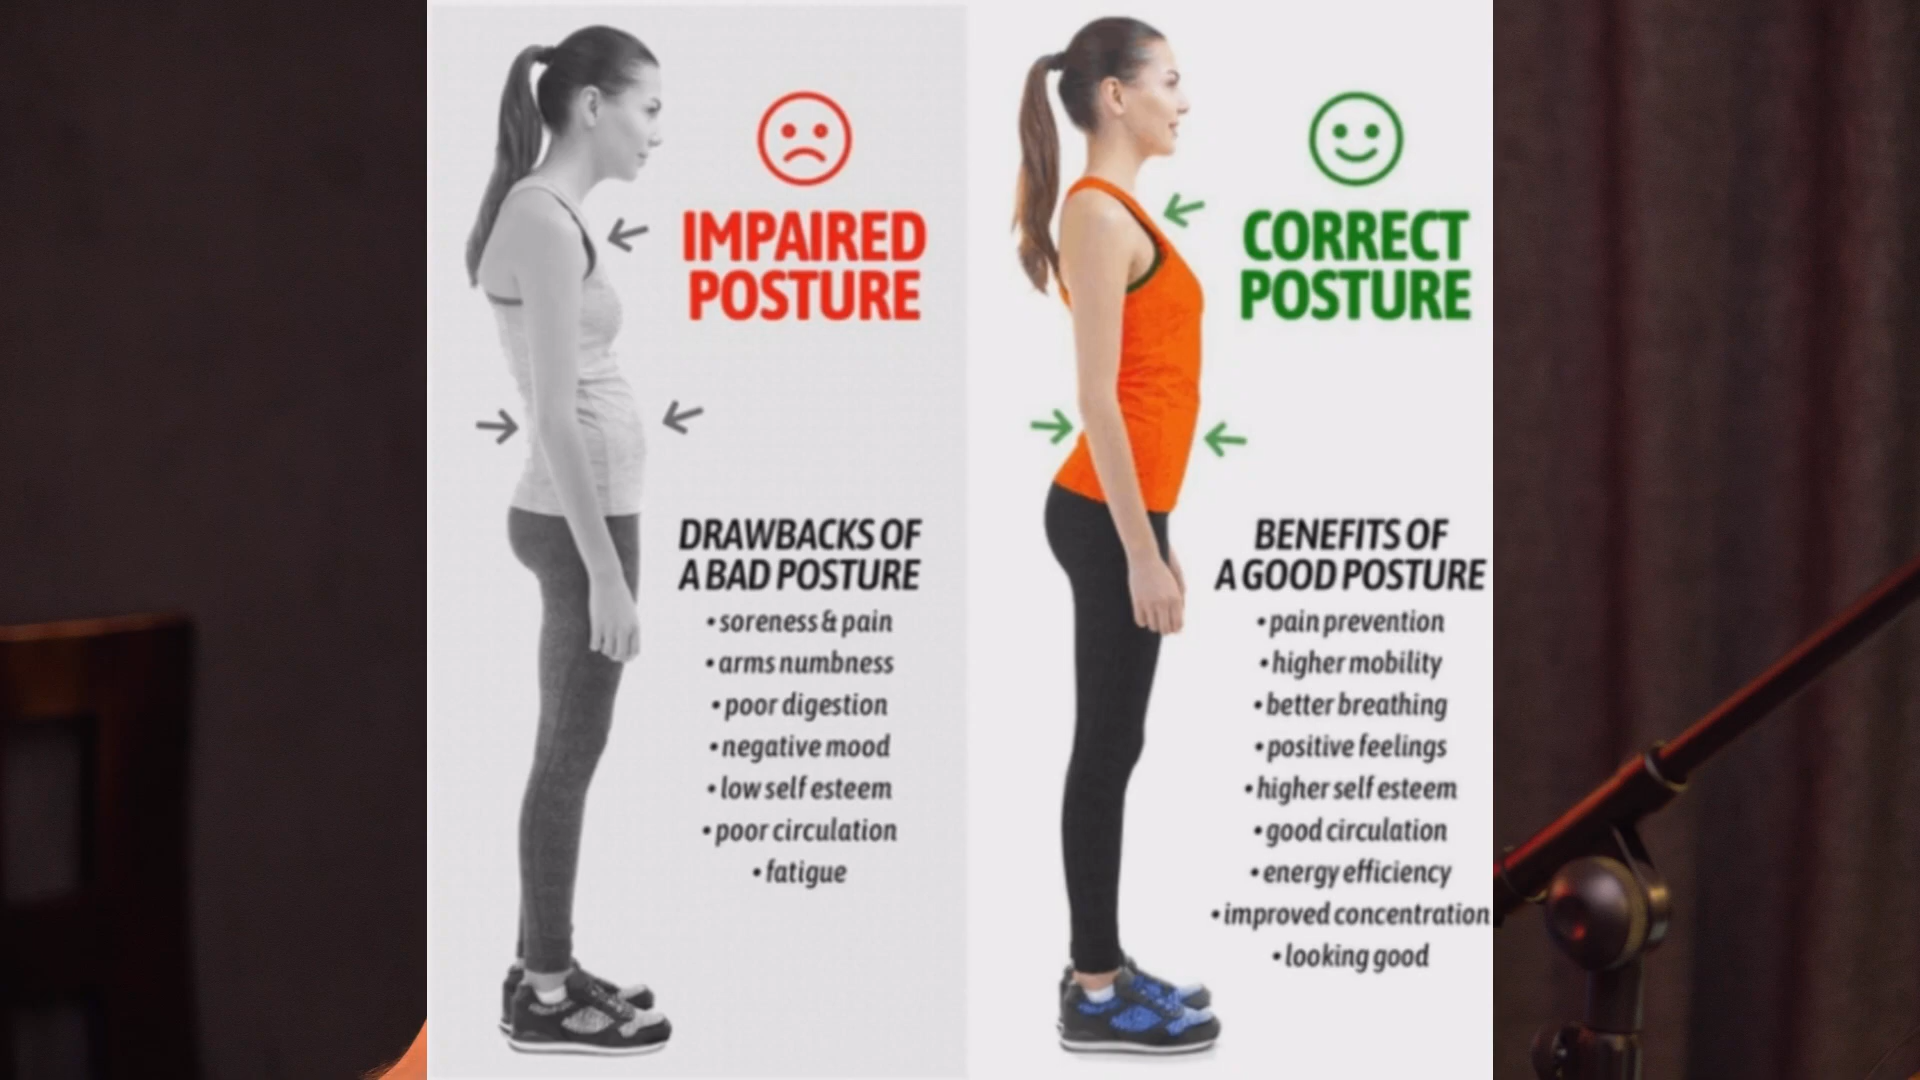 IMPAIRED
POSTURE
DRAWBACKS OF
A BAD POSTURE
• soreness & pain
• arms numbness
• poor digestion
• negative mood
• low self esteem
• poor circulation
• fatigue
CORRECT
POSTURE
BENEFITS OF
A GOOD POSTURE
• pain prevention
• higher mobility
• better breathing
• positive feelings
• higher self esteem
• good circulation
• energy efficiency
• improved concentration
• looking good